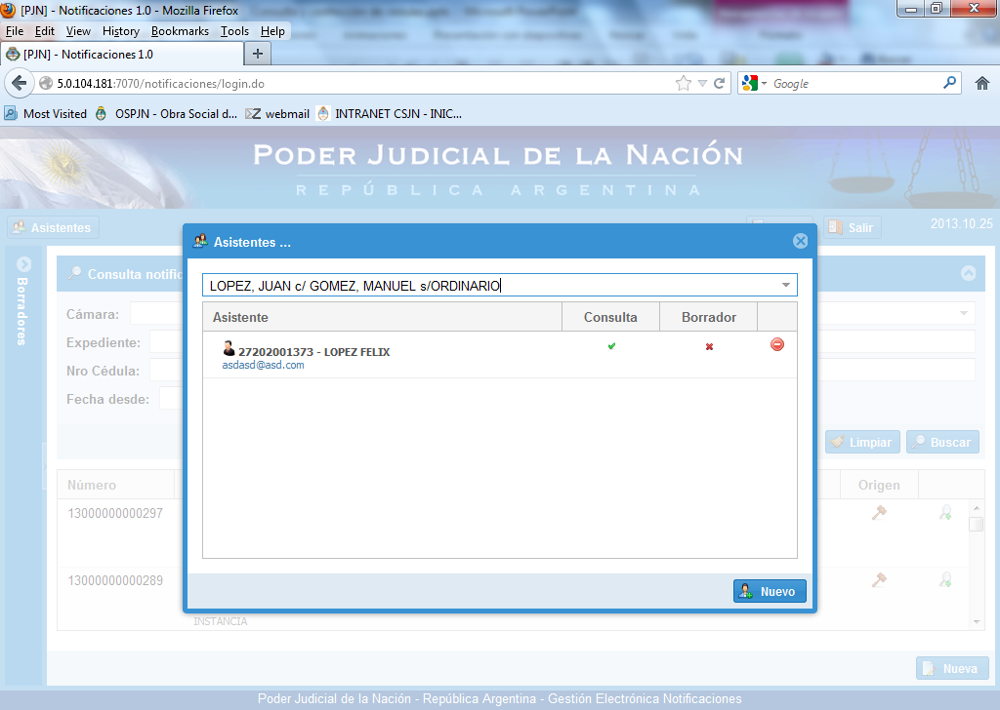 [PJN] - Notificaciones 1.0 - Mozilla Firefox
File Edit View History Bookmarks Tools Help
[PJN] - Notificaciones 1.0 +
5.0.104.181:7070/notificaciones/login.do
Google
Most Visited OSPJN - Obra Social d... webmail INTRANET CSJN - INIC...
PODER JUDICIAL DE LA NACIÓN
REPÚBLICA ARGENTINA
Asistentes
Salir
2013.10.25
Borradores
Consulta notific
Cámara:
Expediente:
Nro Cédula:
Fecha desde:
Limpiar Buscar
Asistentes ...
LOPEZ, JUAN c/ GOMEZ, MANUEL s/ORDINARIO
Asistente Consulta Borrador
27202001373 - LOPEZ FELIX
asdasd@asd.com
Nuevo
Número Origen
13000000000297
13000000000289
INSTANCIA
Nueva
Poder Judicial de la Nación - República Argentina - Gestión Electrónica Notificaciones